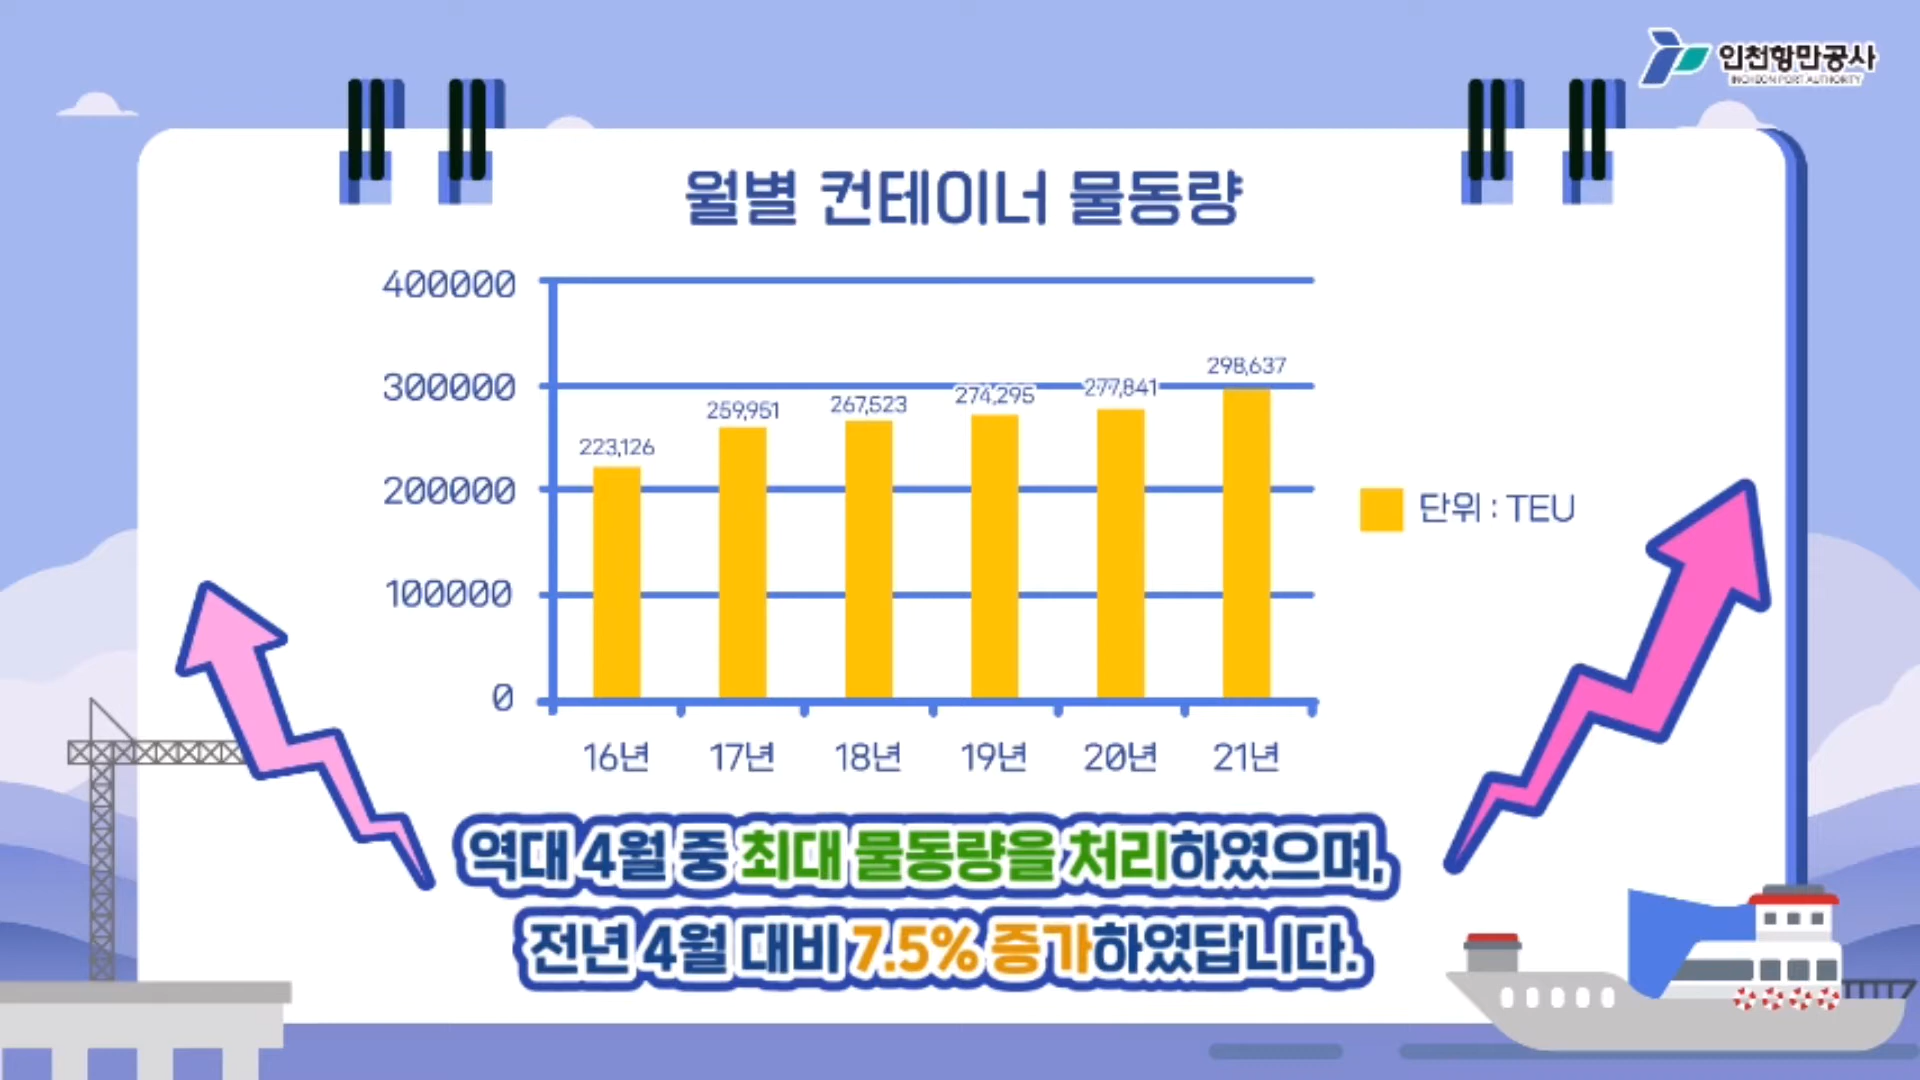 인천항만공사
INCHEON PORT AUTHORITY
월별 컨테이너 물동량
400000
300000
200000
100000
0
223,126
259,951
267,523
274,295
277,841
298,637
단위 : TEU
16년 17년 18년 19년 20년 21년
역대 4월 중 최대 물동량을 처리하였으며,
전년 4월 대비 7.5% 증가하였답니다.